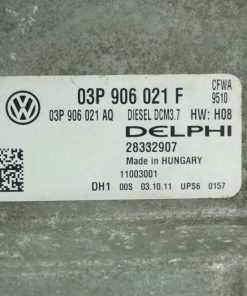 03P 906 021 F
CFWA
9510
03P 906 021 AQ DIESEL DCM3.7 HW: H08
DELPHI
28332907
Made in HUNGARY
11003001
DH1 00S 03.10.11 UPS6 0157